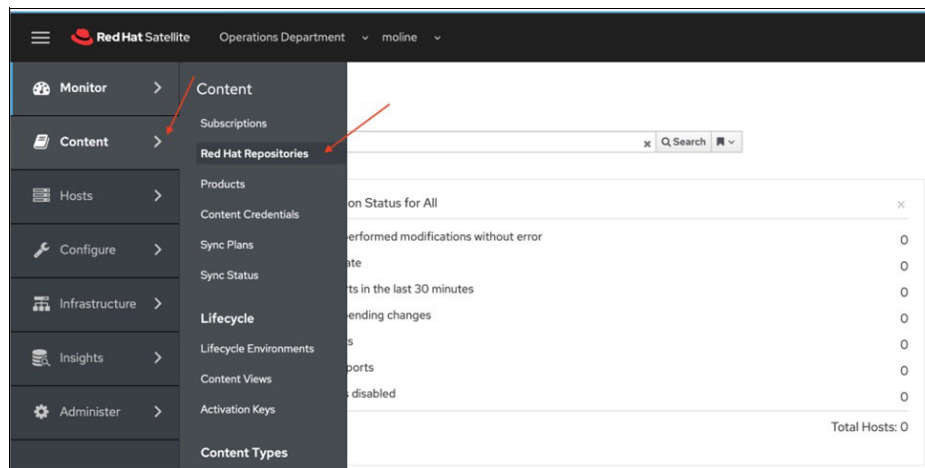 Red Hat Satellite Operations Department moline
Monitor
Content
Hosts
Configure
Infrastructure
Insights
Administer
Content
Subscriptions
Red Hat Repositories
Products
Content Credentials
Sync Plans
Sync Status
Lifecycle
Lifecycle Environments
Content Views
Activation Keys
Content Types
x Search
on Status for All ×
erformed modifications without error 0
ate 0
rts in the last 30 minutes 0
ending changes 0
s 0
ports 0
disabled 0
Total Hosts: 0